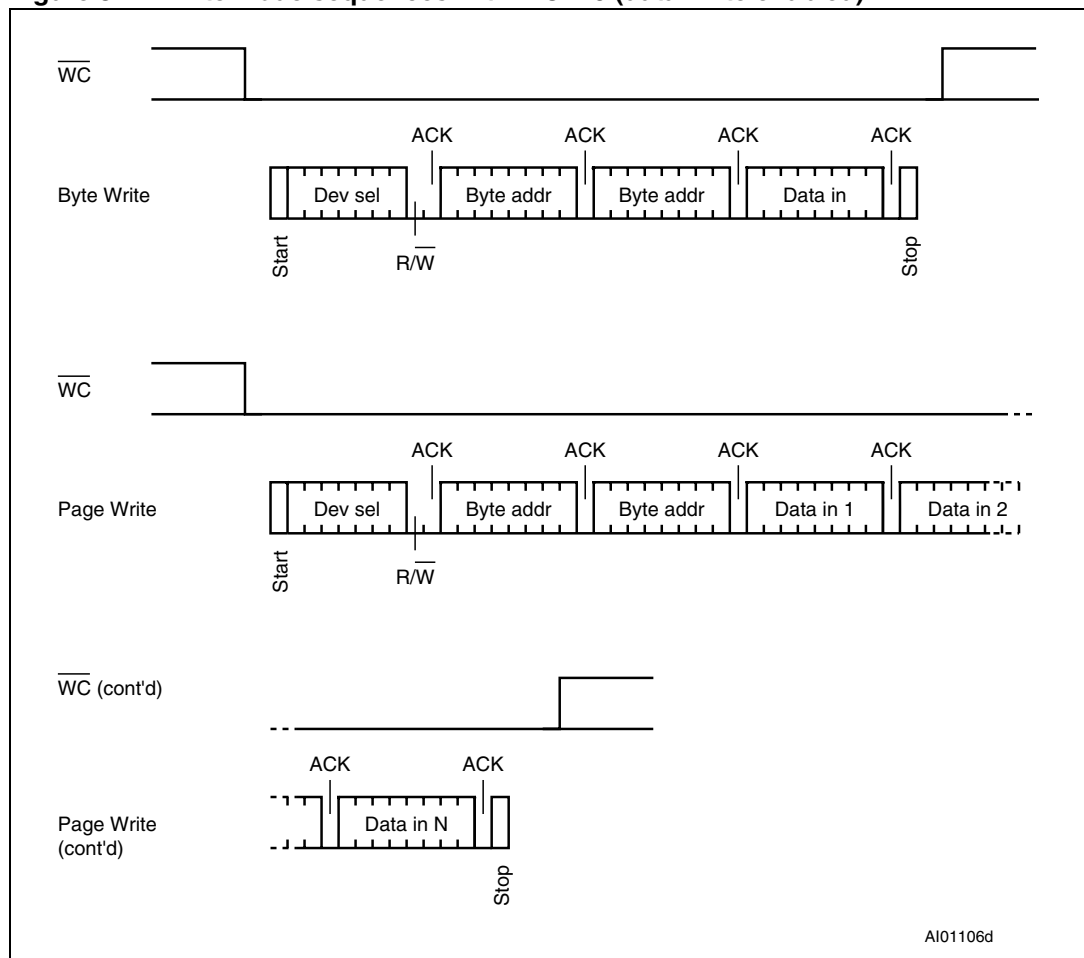 WC
ACK ACK ACK ACK
Byte Write Dev sel Byte addr Byte addr Data in
Start R/W Stop
WC
ACK ACK ACK ACK
Page Write Dev sel Byte addr Byte addr Data in 1 Data in 2
Start R/W
WC (cont'd)
ACK ACK
Page Write Data in N
(cont'd)
Stop
AI01106d